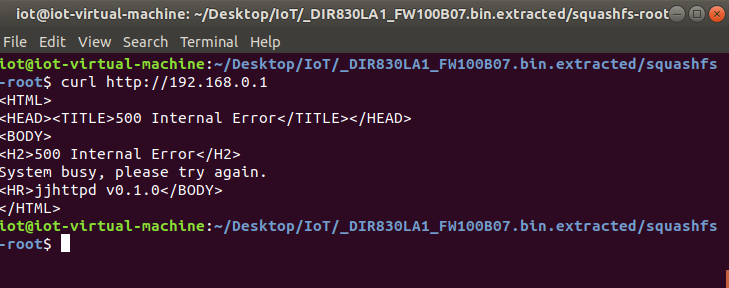 iot@iot-virtual-machine: ~/Desktop/IoT/_DIR830LA1_FW100B07.bin.extracted/squashfs-root
File Edit View Search Terminal Help
iot@iot-virtual-machine:~/Desktop/IoT/_DIR830LA1_FW100B07.bin.extracted/squashfs
-root$ curl http://192.168.0.1
<HTML>
<HEAD><TITLE>500 Internal Error</TITLE></HEAD>
<BODY>
<H2>500 Internal Error</H2>
System busy, please try again.
<HR>jjhttpd v0.1.0</BODY>
</HTML>
iot@iot-virtual-machine:~/Desktop/IoT/_DIR830LA1_FW100B07.bin.extracted/squashfs
-root$